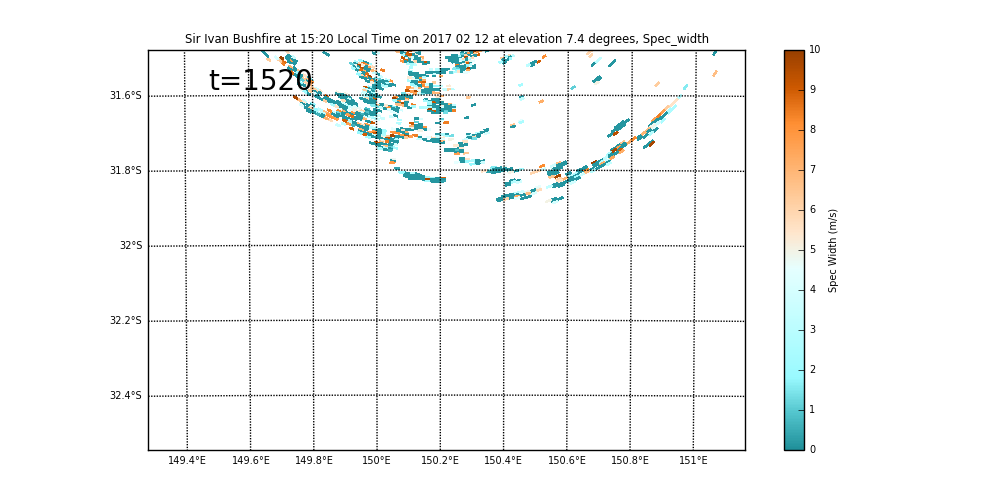 Sir Ivan Bushfire at 15:20 Local Time on 2017 02 12 at elevation 7.4 degrees, Spec_width
t=1520
31.6°S
31.8°S
32°S
32.2°S
32.4°S
149.4°E 149.6°E 149.8°E 150°E 150.2°E 150.4°E 150.6°E 150.8°E 151°E
10
9
8
7
6
5
4
3
2
1
0
Spec Width (m/s)